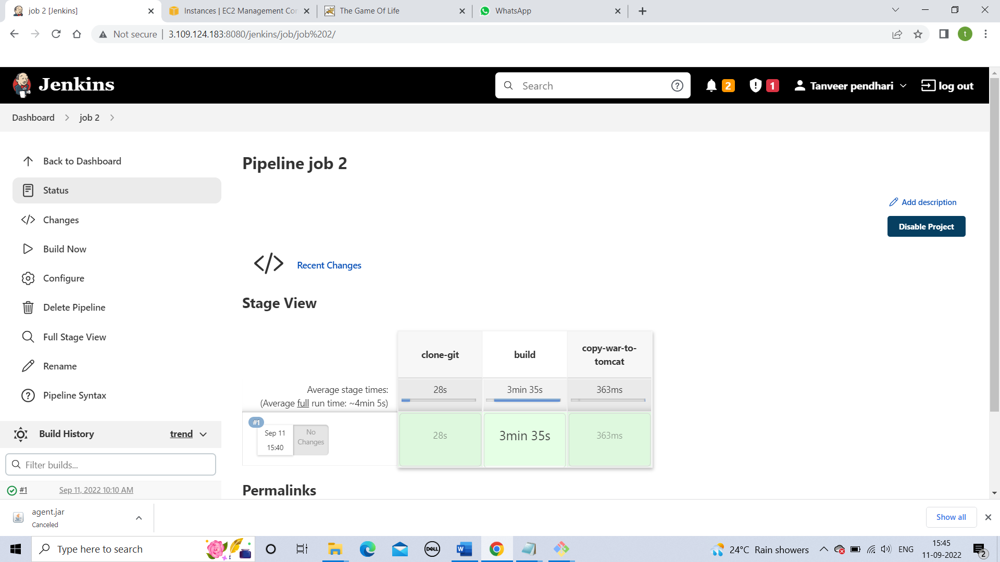 job 2 [Jenkins]
Instances | EC2 Management Con
The Game Of Life
WhatsApp
Not secure
3.109.124.183:8080/jenkins/job/job%202/
t
Jenkins
Search
2
1
Tanveer pendhari
log out
Dashboard
job 2
Back to Dashboard
Status
Changes
Build Now
Configure
Delete Pipeline
Full Stage View
Rename
Pipeline Syntax
Build History
trend
Filter builds...
#1
Sep 11, 2022 10:10 AM
Pipeline job 2
Add description
Disable Project
Recent Changes
Stage View
clone-git
build
copy-war-to-
tomcat
Average stage times:
(Average full run time: ~4min 5s)
28s
3min 35s
363ms
#1
Sep 11
15:40
No
Changes
28s
3min 35s
363ms
Permalinks
agent.jar
Canceled
Show all
Type here to search
DELL
W
24°C Rain showers
ENG
15:45
11-09-2022
2